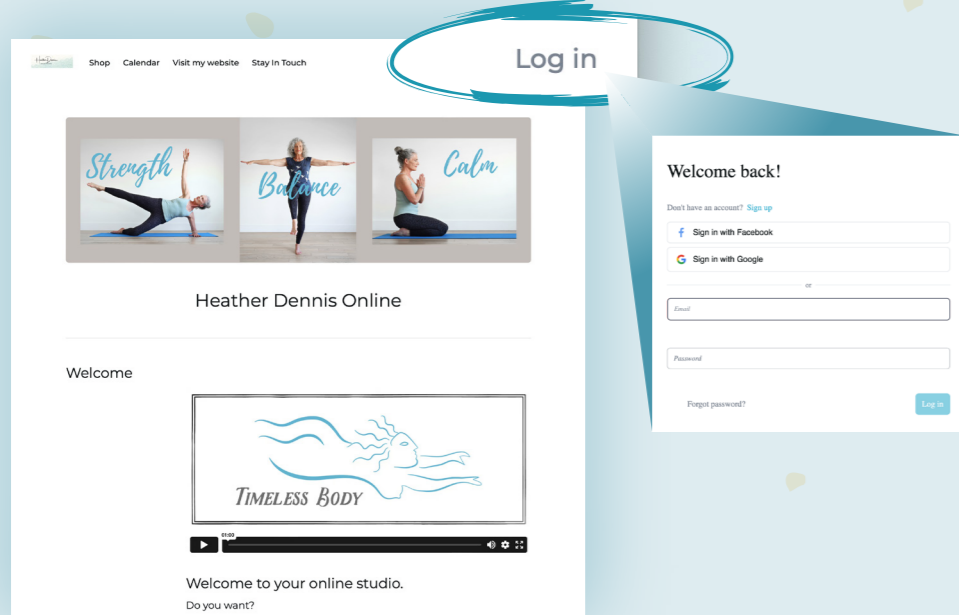 Log in
Shop Calendar Visit my website Stay In Touch
Strength
Balance
Calm
Heather Dennis Online
Welcome
TIMELESS BODY
01:03
Welcome to your online studio.
Do you want?
Welcome back!
Don't have an account? Sign up
Sign in with Facebook
Sign in with Google
or
Email
Password
Forgot password? Log in